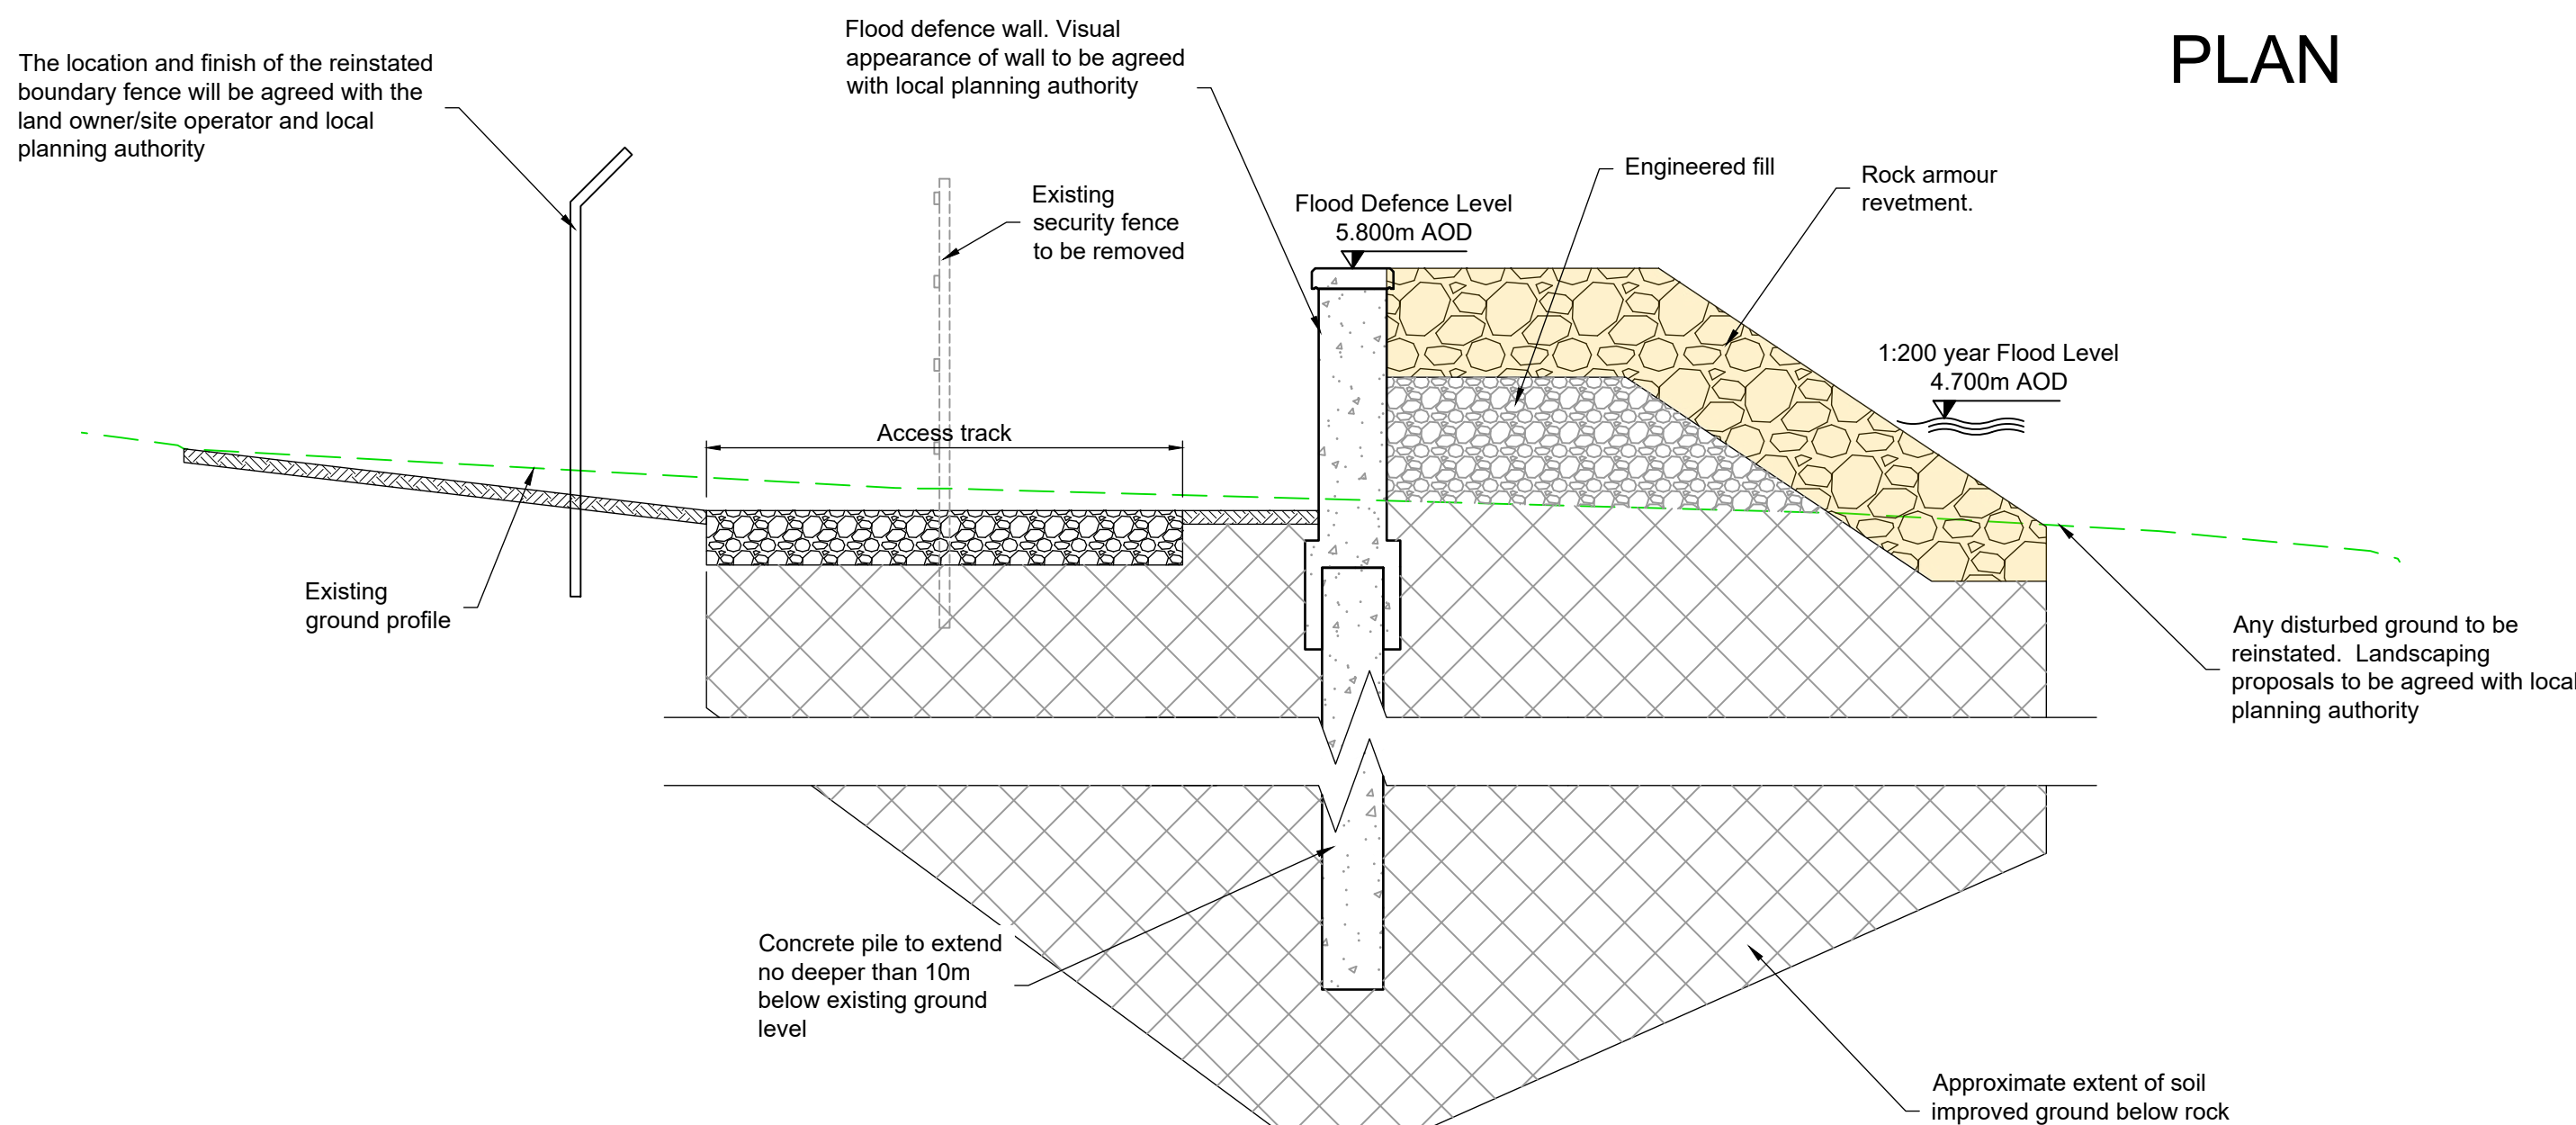 PLAN
The location and finish of the reinstated
boundary fence will be agreed with the
land owner/site operator and local
planning authority
Flood defence wall. Visual
appearance of wall to be agreed
with local planning authority
Existing
security fence
to be removed
Flood Defence Level
5.800m AOD
Engineered fill
Rock armour
revetment.
1:200 year Flood Level
4.700m AOD
Access track
Existing
ground profile
Any disturbed ground to be
reinstated.  Landscaping
proposals to be agreed with local
planning authority
Concrete pile to extend
no deeper than 10m
below existing ground
level
Approximate extent of soil
improved ground below rock